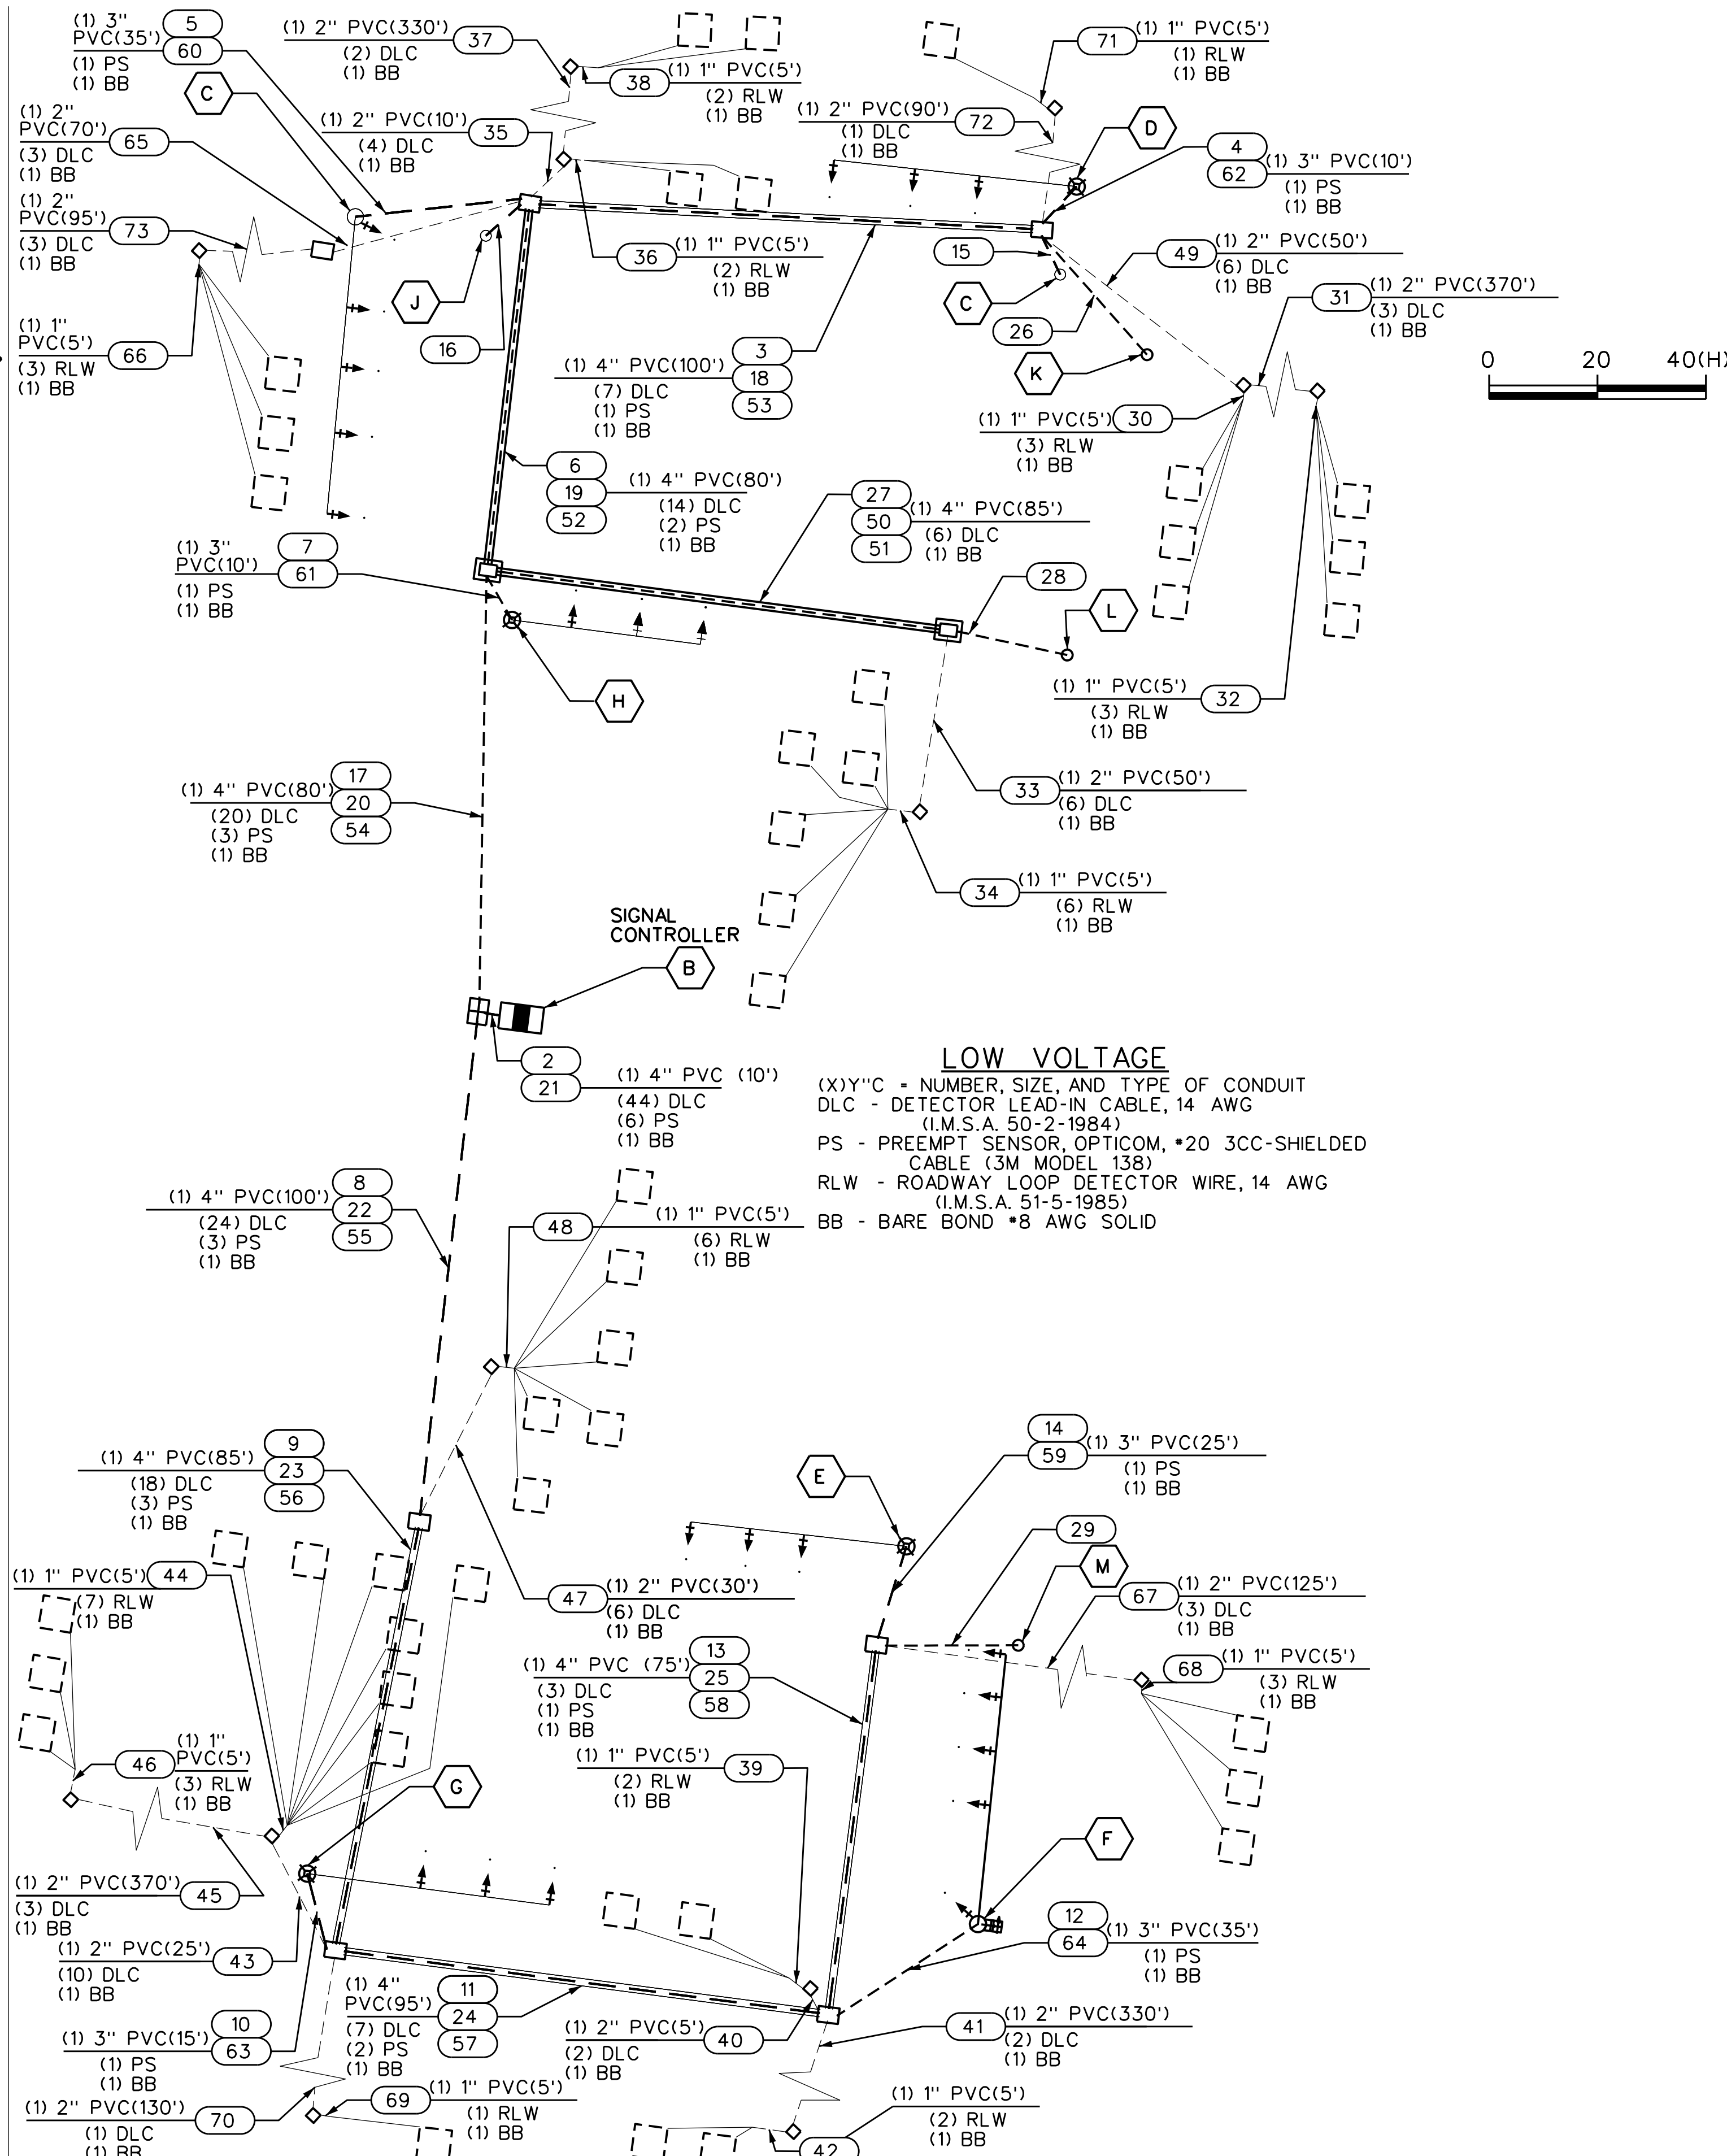 (1) 3"
PVC(35')
5
60
(1) PS
(1) BB
C
(1) 2" PVC(330')
37
(2) DLC
(1) BB
38
(1) 1" PVC(5')
(2) RLW
(1) BB
71
(1) 1" PVC(5')
(1) RLW
(1) BB
(1) 2"
PVC(70')
65
(3) DLC
(1) BB
(1) 2" PVC(10')
35
(4) DLC
(1) BB
(1) 2" PVC(90')
72
(1) DLC
(1) BB
D
4
62
(1) 3" PVC(10')
(1) PS
(1) BB
(1) 2"
PVC(95')
73
(3) DLC
(1) BB
36
(1) 1" PVC(5')
(2) RLW
(1) BB
15
49
(1) 2" PVC(50')
(6) DLC
(1) BB
J
C
26
31
(1) 2" PVC(370')
(3) DLC
(1) BB
(1) 1"
PVC(5')
66
(3) RLW
(1) BB
16
(1) 4" PVC(100')
3
18
53
(7) DLC
(1) PS
(1) BB
K
0 20 40(H)
(1) 1" PVC(5')
30
(3) RLW
(1) BB
6
19
52
(1) 4" PVC(80')
(14) DLC
(2) PS
(1) BB
27
50
51
(1) 4" PVC(85')
(6) DLC
(1) BB
(1) 3"
PVC(10')
7
61
(1) PS
(1) BB
28
L
H
(1) 1" PVC(5')
32
(3) RLW
(1) BB
(1) 4" PVC(80')
17
20
54
(20) DLC
(3) PS
(1) BB
33
(1) 2" PVC(50')
(6) DLC
(1) BB
34
(1) 1" PVC(5')
(6) RLW
(1) BB
SIGNAL
CONTROLLER
B
2
21
(1) 4" PVC (10')
(44) DLC
(6) PS
(1) BB
LOW VOLTAGE
(X)Y"C = NUMBER, SIZE, AND TYPE OF CONDUIT
DLC - DETECTOR LEAD-IN CABLE, 14 AWG
(I.M.S.A. 50-2-1984)
PS - PREEMPT SENSOR, OPTICOM, #20 3CC-SHIELDED
CABLE (3M MODEL 138)
RLW - ROADWAY LOOP DETECTOR WIRE, 14 AWG
(I.M.S.A. 51-5-1985)
BB - BARE BOND #8 AWG SOLID
(1) 4" PVC(100')
8
22
55
(24) DLC
(3) PS
(1) BB
48
(1) 1" PVC(5')
(6) RLW
(1) BB
(1) 4" PVC(85')
9
23
56
(18) DLC
(3) PS
(1) BB
E
14
59
(1) 3" PVC(25')
(1) PS
(1) BB
29
M
(1) 1" PVC(5')
44
(7) RLW
(1) BB
47
(1) 2" PVC(30')
(6) DLC
(1) BB
67
(1) 2" PVC(125')
(3) DLC
(1) BB
(1) 4" PVC (75')
13
25
58
(3) DLC
(1) PS
(1) BB
68
(1) 1" PVC(5')
(3) RLW
(1) BB
46
(1) 1"
PVC(5')
(3) RLW
(1) BB
G
(1) 1" PVC(5')
39
(2) RLW
(1) BB
F
(1) 2" PVC(370')
45
(3) DLC
(1) BB
12
64
(1) 3" PVC(35')
(1) PS
(1) BB
(1) 2" PVC(25')
43
(10) DLC
(1) BB
(1) 4"
PVC(95')
11
24
57
(7) DLC
(2) PS
(1) BB
(1) 3" PVC(15')
10
63
(1) PS
(1) BB
(1) 2" PVC(5')
40
(2) DLC
(1) BB
41
(1) 2" PVC(330')
(2) DLC
(1) BB
(1) 2" PVC(130')
70
(1) DLC
(1) BB
69
(1) 1" PVC(5')
(1) RLW
(1) BB
(1) 1" PVC(5')
42
(2) RLW
(1) BB